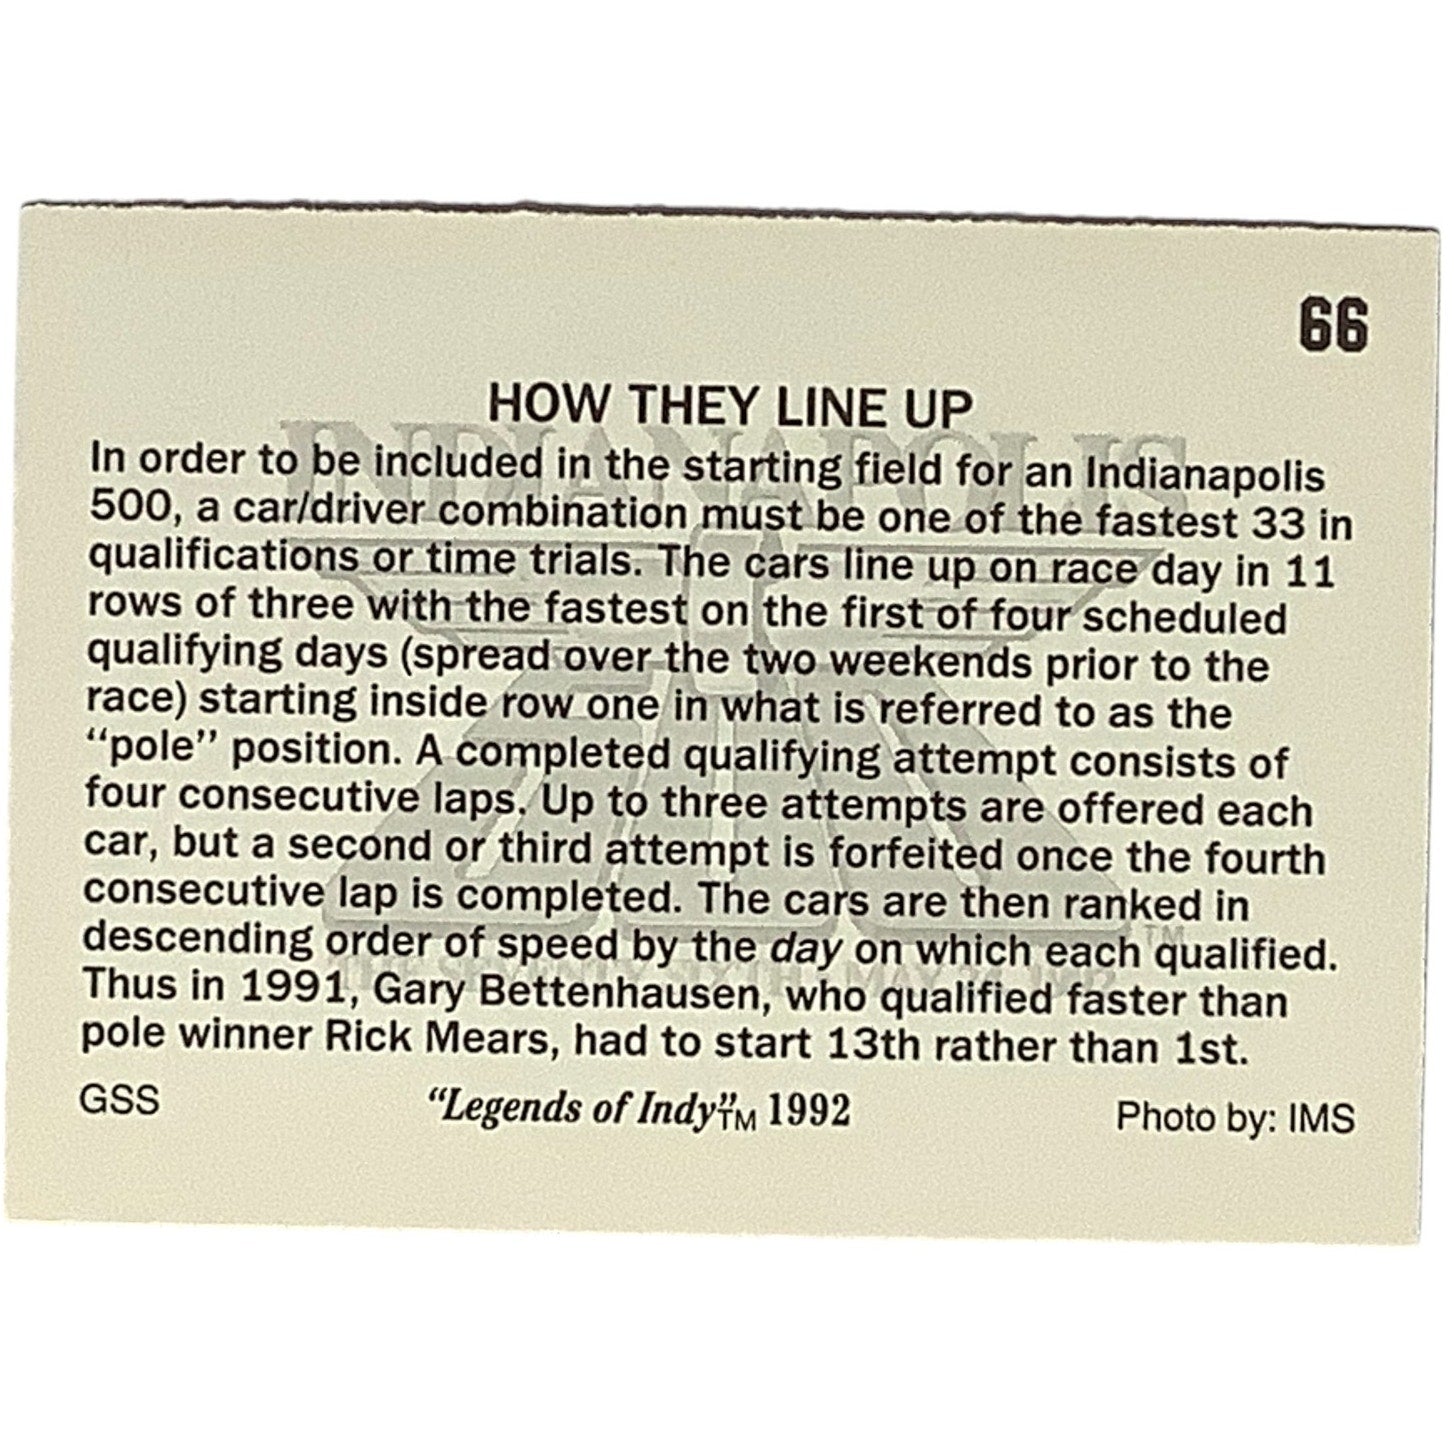 66
HOW THEY LINE UP
INDIANAPOLIS
In order to be included in the starting field for an Indianapolis
500, a car/driver combination must be one of the fastest 33 in
qualifications or time trials. The cars line up on race day in 11
rows of three with the fastest on the first of four scheduled
qualifying days (spread over the two weekends prior to the
race) starting inside row one in what is referred to as the
“pole” position. A completed qualifying attempt consists of
four consecutive laps. Up to three attempts are offered each
car, but a second or third attempt is forfeited once the fourth
consecutive lap is completed. The cars are then ranked in
descending order of speed by the day on which each qualified.
TM
Thus in 1991, Gary Bettenhausen, who qualified faster than
pole winner Rick Mears, had to start 13th rather than 1st.
GSS “Legends of Indy”TM 1992 Photo by: IMS